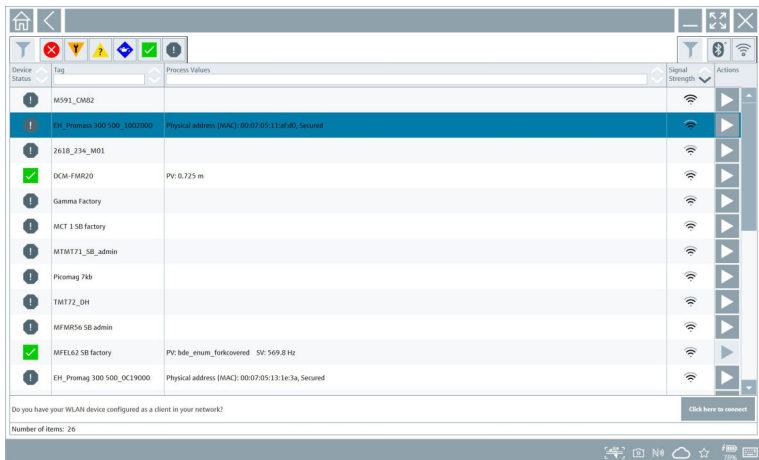 Device
Status
Tag
Process Values
Signal
Strength
Actions
M591_CM82
EH_Promass 300 500_1002000 Physical address (MAC): 00:07:05:11:af:d0, Secured
2618_234_M01
DCM-FMR20 PV: 0.725 m
Gamma Factory
MCT 1 SB factory
MTMT71_SB_admin
Picomag 7kb
TMT72_DH
MFMR56 SB admin
MFEL62 SB factory PV: bde_enum_forkcovered SV: 569.8 Hz
EH_Promag 300 500_0C19000 Physical address (MAC): 00:07:05:13:1e:3a, Secured
Do you have your WLAN device configured as a client in your network? Click here to connect
Number of items: 26
78%